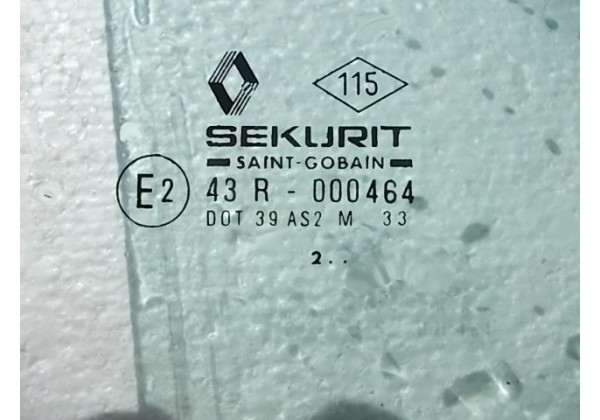 115
SEKURIT
SAINT-GOBAIN
E2 43 R - 000464
DOT 39 AS2 M 33
2..